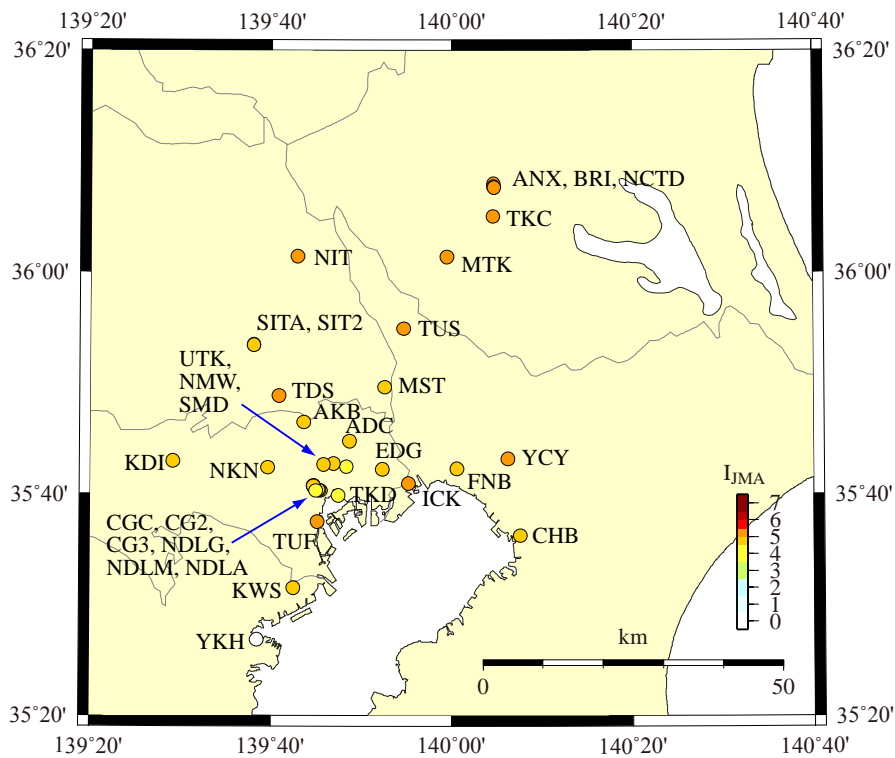 139˚20'
139˚40'
140˚00'
140˚20'
140˚40'
36˚20'
36˚20'
ANX, BRI, NCTD
TKC
NIT
MTK
36˚00'
36˚00'
SITA, SIT2
TUS
UTK,
NMW,
SMD
TDS
MST
AKB
ADC
EDG
KDI
NKN
YCY
FNB
TKD
ICK
35˚40'
35˚40'
CGC, CG2,
CG3, NDLG,
NDLM, NDLA
TUF
CHB
KWS
YKH
I JMA
7
6
5
4
3
2
1
0
km
0
50
35˚20'
35˚20'
139˚20'
139˚40'
140˚00'
140˚20'
140˚40'